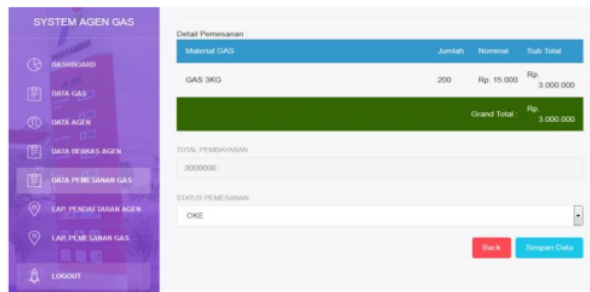 SYSTEM AGEN GAS
DASHBOARD
DATA GAS
DATA AGEN
DATA BERKAS AGEN
DATA PEMESANAN GAS
LAP. PENDAFTARAN AGEN
LAP. PEMESANAN GAS
LOGOUT
Detail Pemesanan :
Material GAS Jumlah Nominal Sub Total
GAS 3KG 200 Rp. 15.000 Rp. 3.000.000
Grand Total : Rp. 3.000.000
TOTAL PEMBAYARAN
3000000
STATUS PEMESANAN
OKE
Back Simpan Data